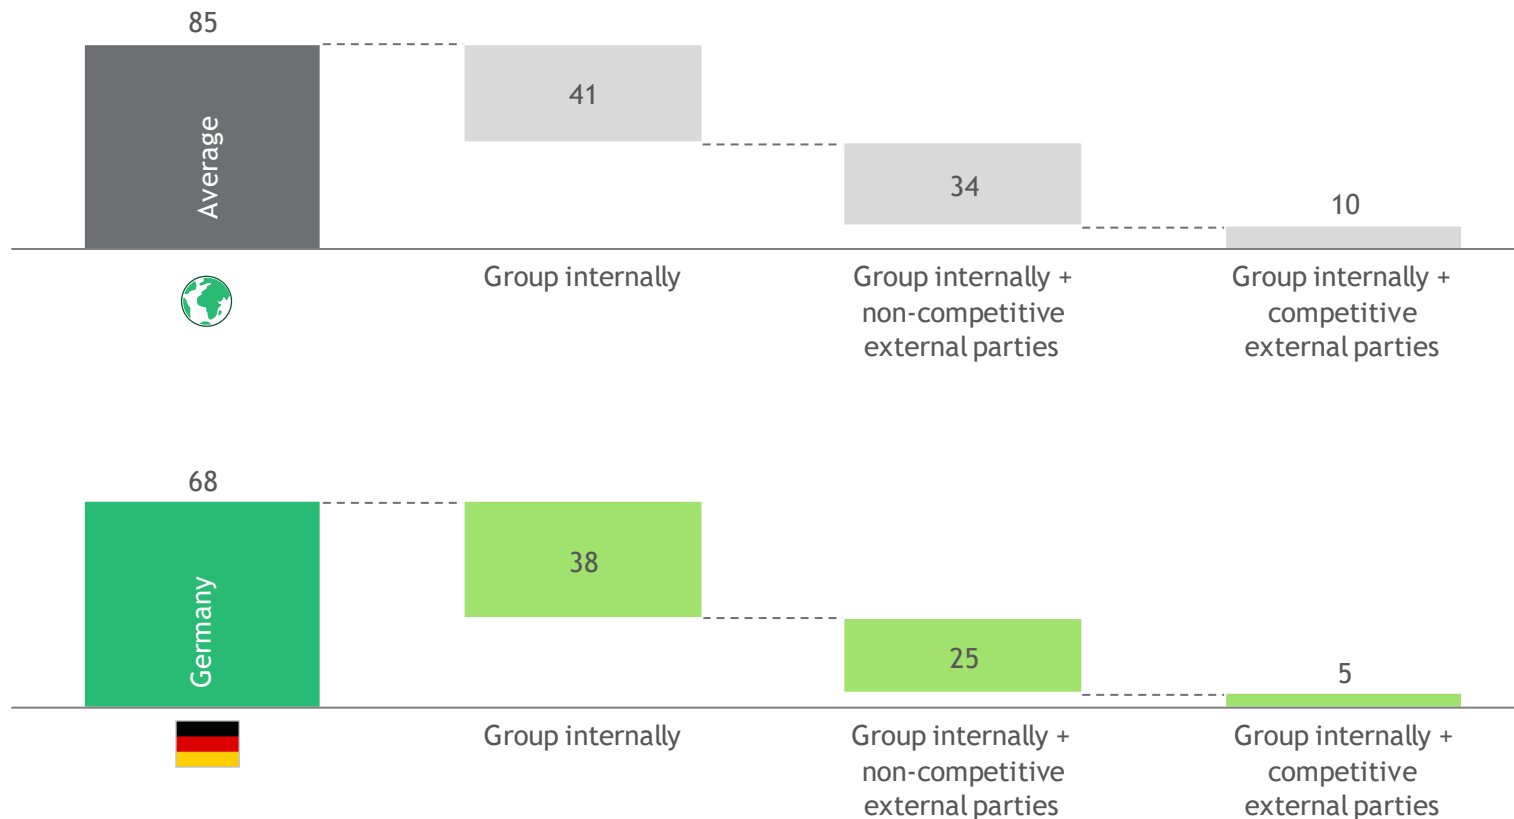 85
Average
41
34
10
Group internally
Group internally +
non-competitive
external parties
Group internally +
competitive
external parties
68
Germany
38
25
5
Group internally
Group internally +
non-competitive
external parties
Group internally +
competitive
external parties